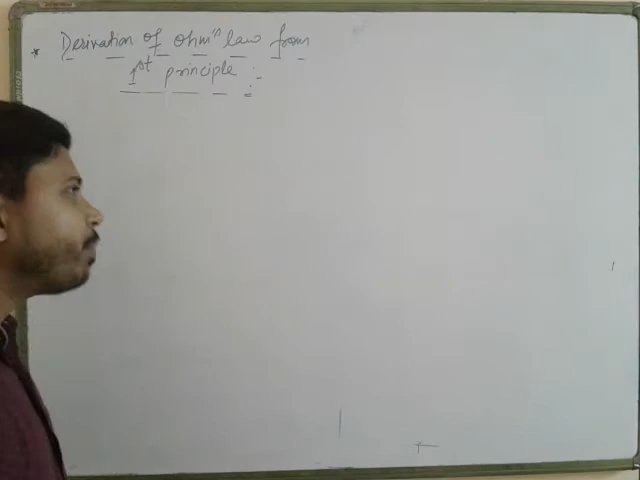 * Derivation of ohm's law from
1st principle :-